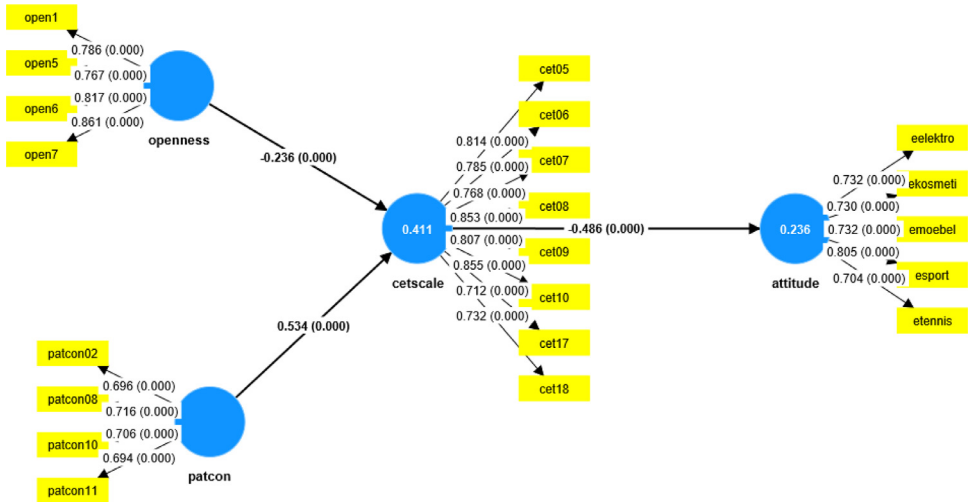 open1
open5
open6
open7
0.786 (0.000)
0.767 (0.000)
0.817 (0.000)
0.861 (0.000)
openness
-0.236 (0.000)
patcon02
patcon08
patcon10
patcon11
0.696 (0.000)
0.716 (0.000)
0.706 (0.000)
0.694 (0.000)
patcon
0.534 (0.000)
0.411
cetscale
0.814 (0.000)
0.785 (0.000)
0.768 (0.000)
0.853 (0.000)
0.807 (0.000)
0.855 (0.000)
0.712 (0.000)
0.732 (0.000)
cet05
cet06
cet07
cet08
cet09
cet10
cet17
cet18
-0.486 (0.000)
0.236
attitude
0.732 (0.000)
0.730 (0.000)
0.732 (0.000)
0.805 (0.000)
0.704 (0.000)
eelektro
ekosmeti
emoebel
esport
etennis